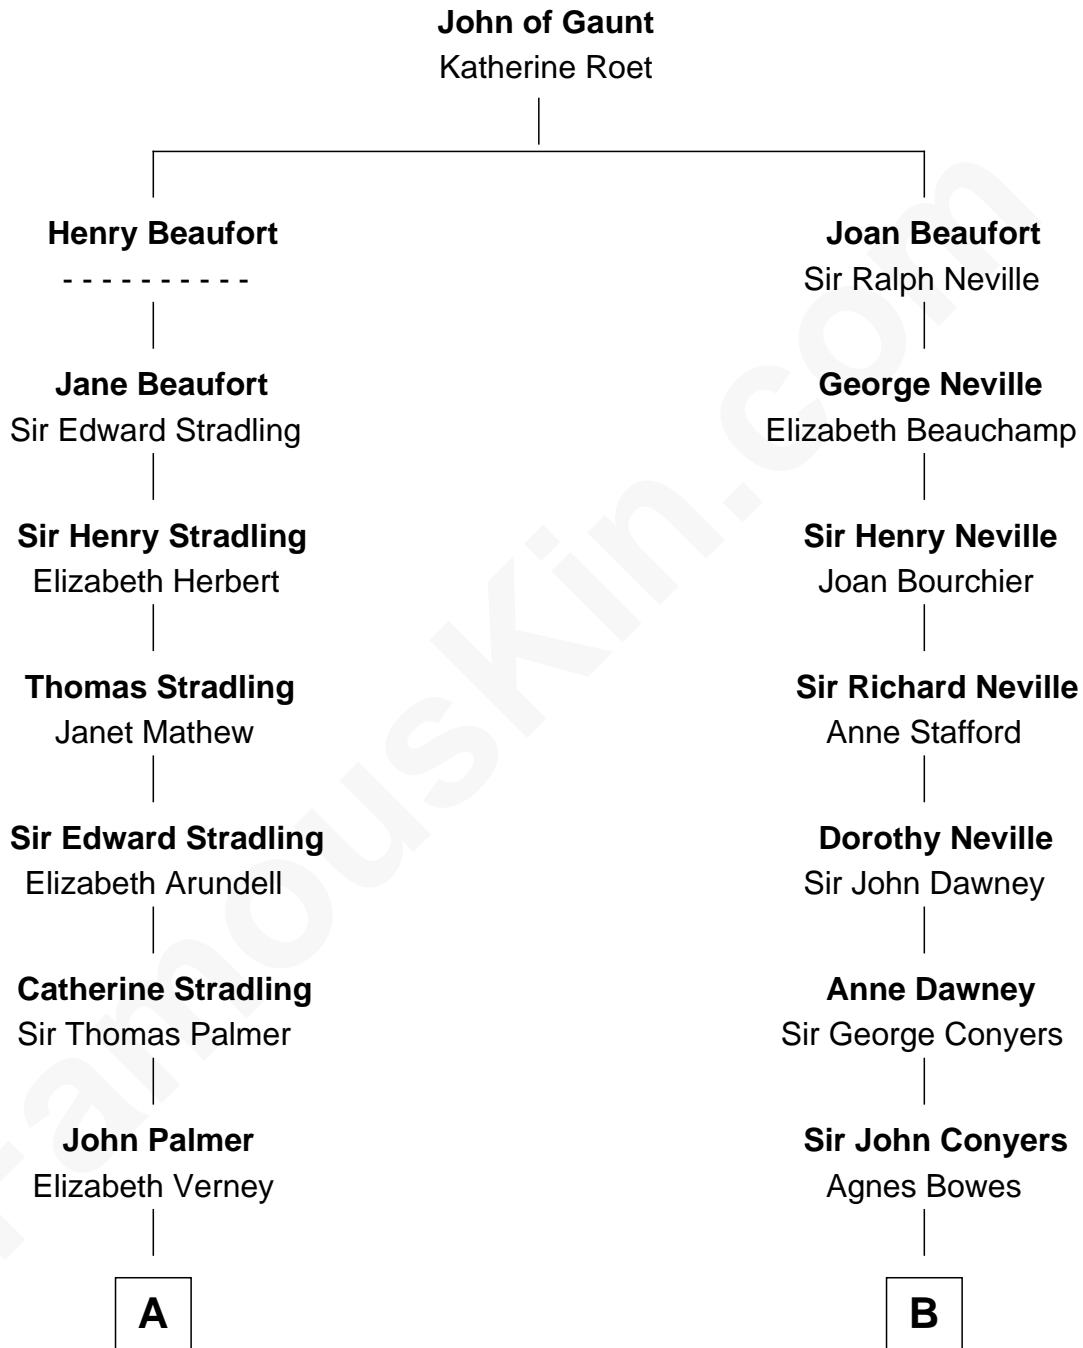 John of Gaunt
Katherine Roet
Henry Beaufort
- - - - - - - - - -
Joan Beaufort
Sir Ralph Neville
Jane Beaufort
Sir Edward Stradling
George Neville
Elizabeth Beauchamp
Sir Henry Stradling
Elizabeth Herbert
Sir Henry Neville
Joan Bourchier
Thomas Stradling
Janet Mathew
Sir Richard Neville
Anne Stafford
Sir Edward Stradling
Elizabeth Arundell
Dorothy Neville
Sir John Dawney
Catherine Stradling
Sir Thomas Palmer
Anne Dawney
Sir George Conyers
John Palmer
Elizabeth Verney
Sir John Conyers
Agnes Bowes
A
B
FamousKin.com